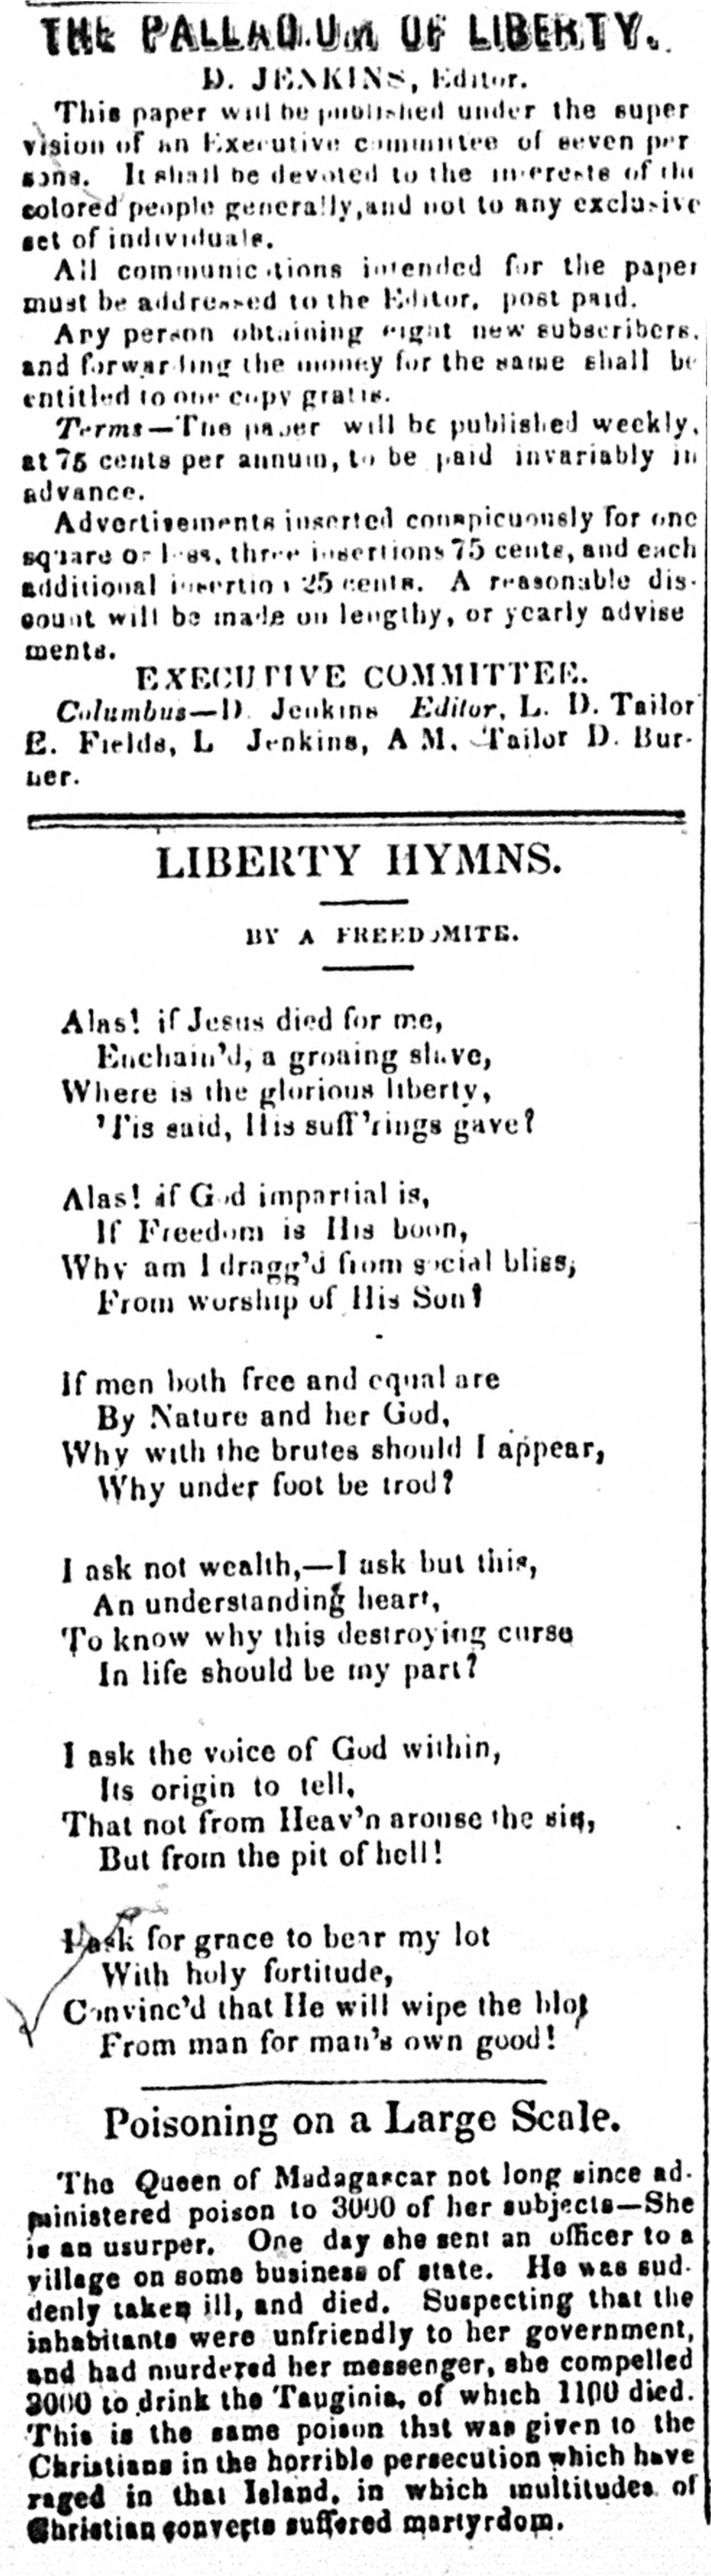 THE PALLADIUM OF LIBERTY.
D. JENKINS, Editor.
This paper will be published under the super
vision of an Executive committee of seven per
sons. It shall be devoted to the interests of the
colored people generally, and not to any exclusive
set of individuals.
All communications intended for the paper
must be addressed to the Editor, post paid.
Any person obtaining eight new subscribers,
and forwarding the money for the same shall be
entitled to one copy gratis.
Terms—The paper will be published weekly,
at 75 cents per annum, to be paid invariably in
advance.
Advertisements inserted conspicuously for one
square or less, three insertions 75 cents, and each
additional insertion 25 cents. A reasonable dis-
count will be made on lengthy, or yearly advise
ments.
EXECUTIVE COMMITTEE.
Columbus—D. Jenkins Editor, L. D. Tailor
E. Fields, L Jenkins, A M. Tailor D. Bur-
ner.
LIBERTY HYMNS.
BY A FREEDOMITE.
Alas! if Jesus died for me,
Enchain'd, a groaing slave,
Where is the glorious liberty,
'Tis said, His suff'rings gave?
Alas! if God impartial is,
If Freedom is His boon,
Why am I dragg'd from social bliss,
From worship of His Son?
If men both free and equal are
By Nature and her God,
Why with the brutes should I appear,
Why under foot be trod?
I ask not wealth,—I ask but this,
An understanding heart,
To know why this destroying curse
In life should be my part?
I ask the voice of God within,
Its origin to tell,
That not from Heav'n arouse the sin,
But from the pit of hell!
I ask for grace to bear my lot
With holy fortitude,
Convinc'd that He will wipe the blot
From man for man's own good!
Poisoning on a Large Scale.
The Queen of Madagascar not long since ad-
ministered poison to 3000 of her subjects—She
is an usurper. One day she sent an officer to a
village on some business of state. He was sud-
denly taken ill, and died. Suspecting that the
inhabitants were unfriendly to her government,
and had murdered her messenger, she compelled
3000 to drink the Tauginia, of which 1100 died.
This is the same poison that was given to the
Christians in the horrible persecution which have
raged in that Island, in which multitudes of
Christian converts suffered martyrdom.